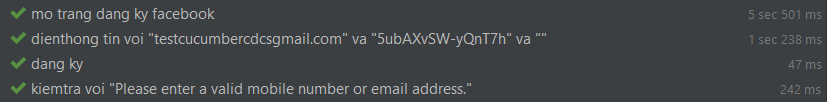 mo trang dang ky facebook 5 sec 501 ms
dienthong tin voi "testcucumbercdcsgmail.com" va "5ubAXvSW-yQnT7h" va "" 1 sec 238 ms
dang ky 47 ms
kiemtra voi "Please enter a valid mobile number or email address." 242 ms